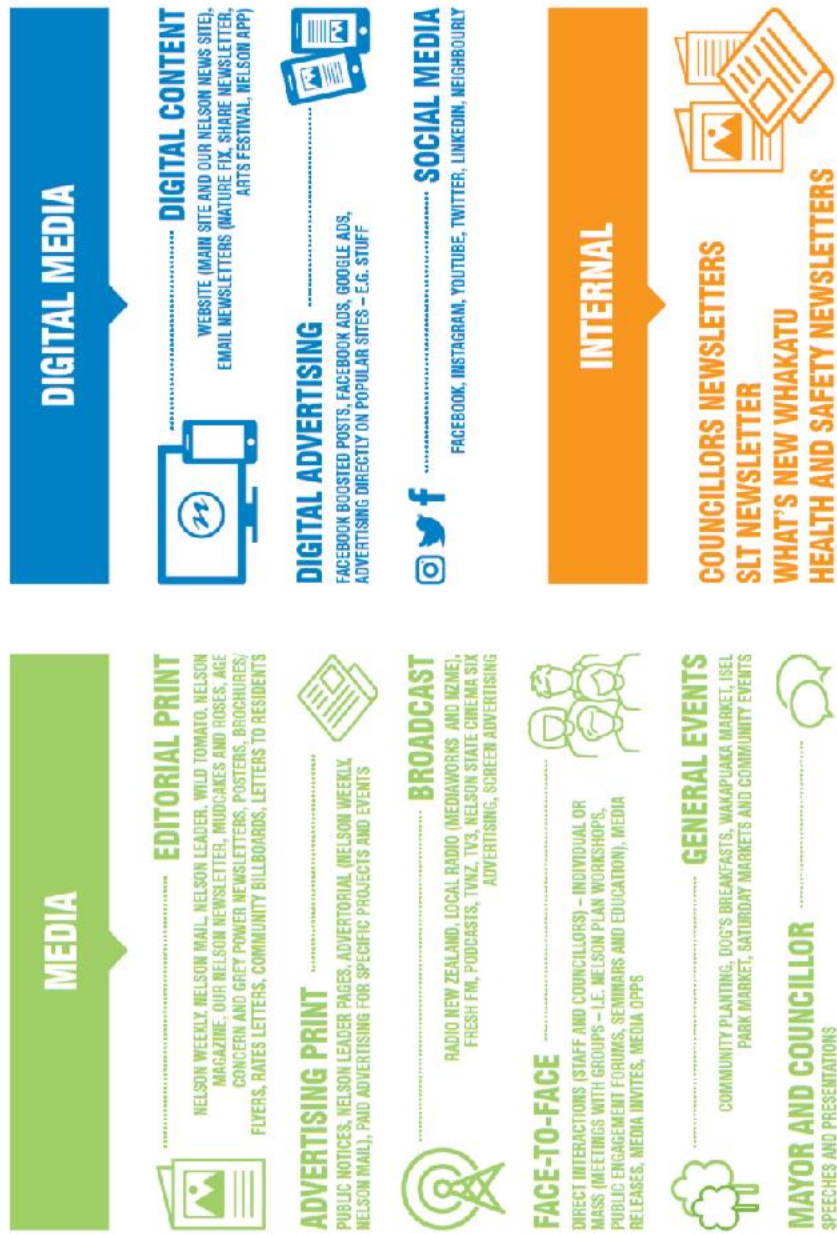 MEDIA
EDITORIAL PRINT
NELSON WEEKLY, NELSON MAIL, NELSON LEADER, WILD TOMATO, NELSON
MAGAZINE, OUR NELSON NEWSLETTER, MUDCAKES AND ROSES, AGE
CONCERN AND GREY POWER NEWSLETTERS, POSTERS, BROCHURES/
FLYERS, RATES LETTERS, COMMUNITY BILLBOARDS, LETTERS TO RESIDENTS
ADVERTISING PRINT
PUBLIC NOTICES, NELSON LEADER PAGES, ADVERTORIAL (NELSON WEEKLY,
NELSON MAIL), PAID ADVERTISING FOR SPECIFIC PROJECTS AND EVENTS
BROADCAST
RADIO NEW ZEALAND, LOCAL RADIO (MEDIAWORKS AND NZME),
FRESH FM, PODCASTS, TVNZ, TV3, NELSON STATE CINEMA SIX
ADVERTISING, SCREEN ADVERTISING
FACE-TO-FACE
DIRECT INTERACTIONS (STAFF AND COUNCILLORS) – INDIVIDUAL OR
MASS (MEETINGS WITH GROUPS – I.E. NELSON PLAN WORKSHOPS,
PUBLIC ENGAGEMENT FORUMS, SEMINARS AND EDUCATION), MEDIA
RELEASES, MEDIA INVITES, MEDIA OPPS
GENERAL EVENTS
COMMUNITY PLANTING, DOG'S BREAKFASTS, WAKAPUAKA MARKET, ISEL
PARK MARKET, SATURDAY MARKETS AND COMMUNITY EVENTS
MAYOR AND COUNCILLOR
SPEECHES AND PRESENTATIONS
DIGITAL MEDIA
DIGITAL CONTENT
WEBSITE (MAIN SITE AND OUR NELSON NEWS SITE),
EMAIL NEWSLETTERS (NATURE FIX, SHARE NEWSLETTER,
ARTS FESTIVAL, NELSON APP)
DIGITAL ADVERTISING
FACEBOOK BOOSTED POSTS, FACEBOOK ADS, GOOGLE ADS,
ADVERTISING DIRECTLY ON POPULAR SITES – E.G. STUFF
SOCIAL MEDIA
FACEBOOK, INSTAGRAM, YOUTUBE, TWITTER, LINKEDIN, NEIGHBOURLY
INTERNAL
COUNCILLORS NEWSLETTERS
SLT NEWSLETTER
WHAT'S NEW WHAKATU
HEALTH AND SAFETY NEWSLETTERS